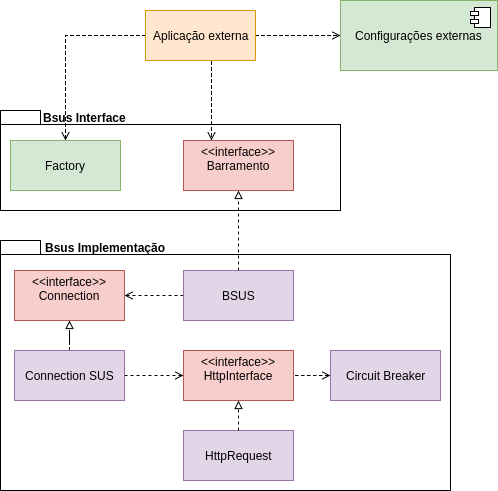 Aplicação externa
Configurações externas
Bsus Interface
Factory
<<interface>>
Barramento
Bsus Implementação
<<interface>>
Connection
BSUS
Connection SUS
<<interface>>
HttpInterface
Circuit Breaker
HttpRequest